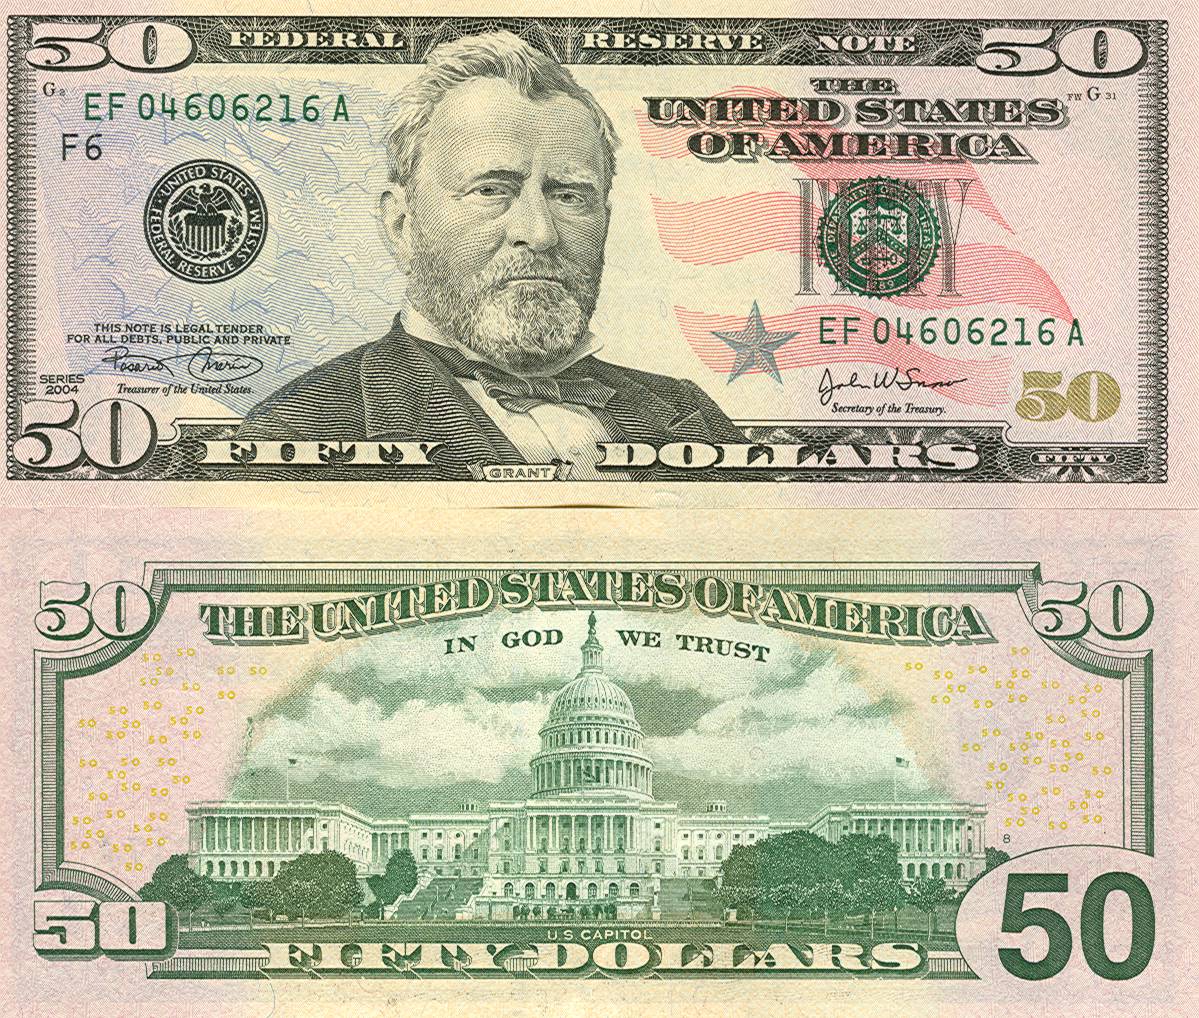 50 FEDERAL RESERVE NOTE 50
G a
EF 04606216 A
F6
UNITED STATES
FEDERAL RESERVE SYSTEM
THE
UNITED STATES
OF AMERICA
FW G 31
FIFTY
EF 04606216 A
THIS NOTE IS LEGAL TENDER
FOR ALL DEBTS, PUBLIC AND PRIVATE
Treasurer of the United States.
SERIES
2004
John W Snow
Secretary of the Treasury.
50
50 FIFTY DOLLARS FIFTY
GRANT
50 THE UNITED STATES OF AMERICA 50
IN GOD WE TRUST
8
U S CAPITOL
50 FIFTY DOLLARS 50